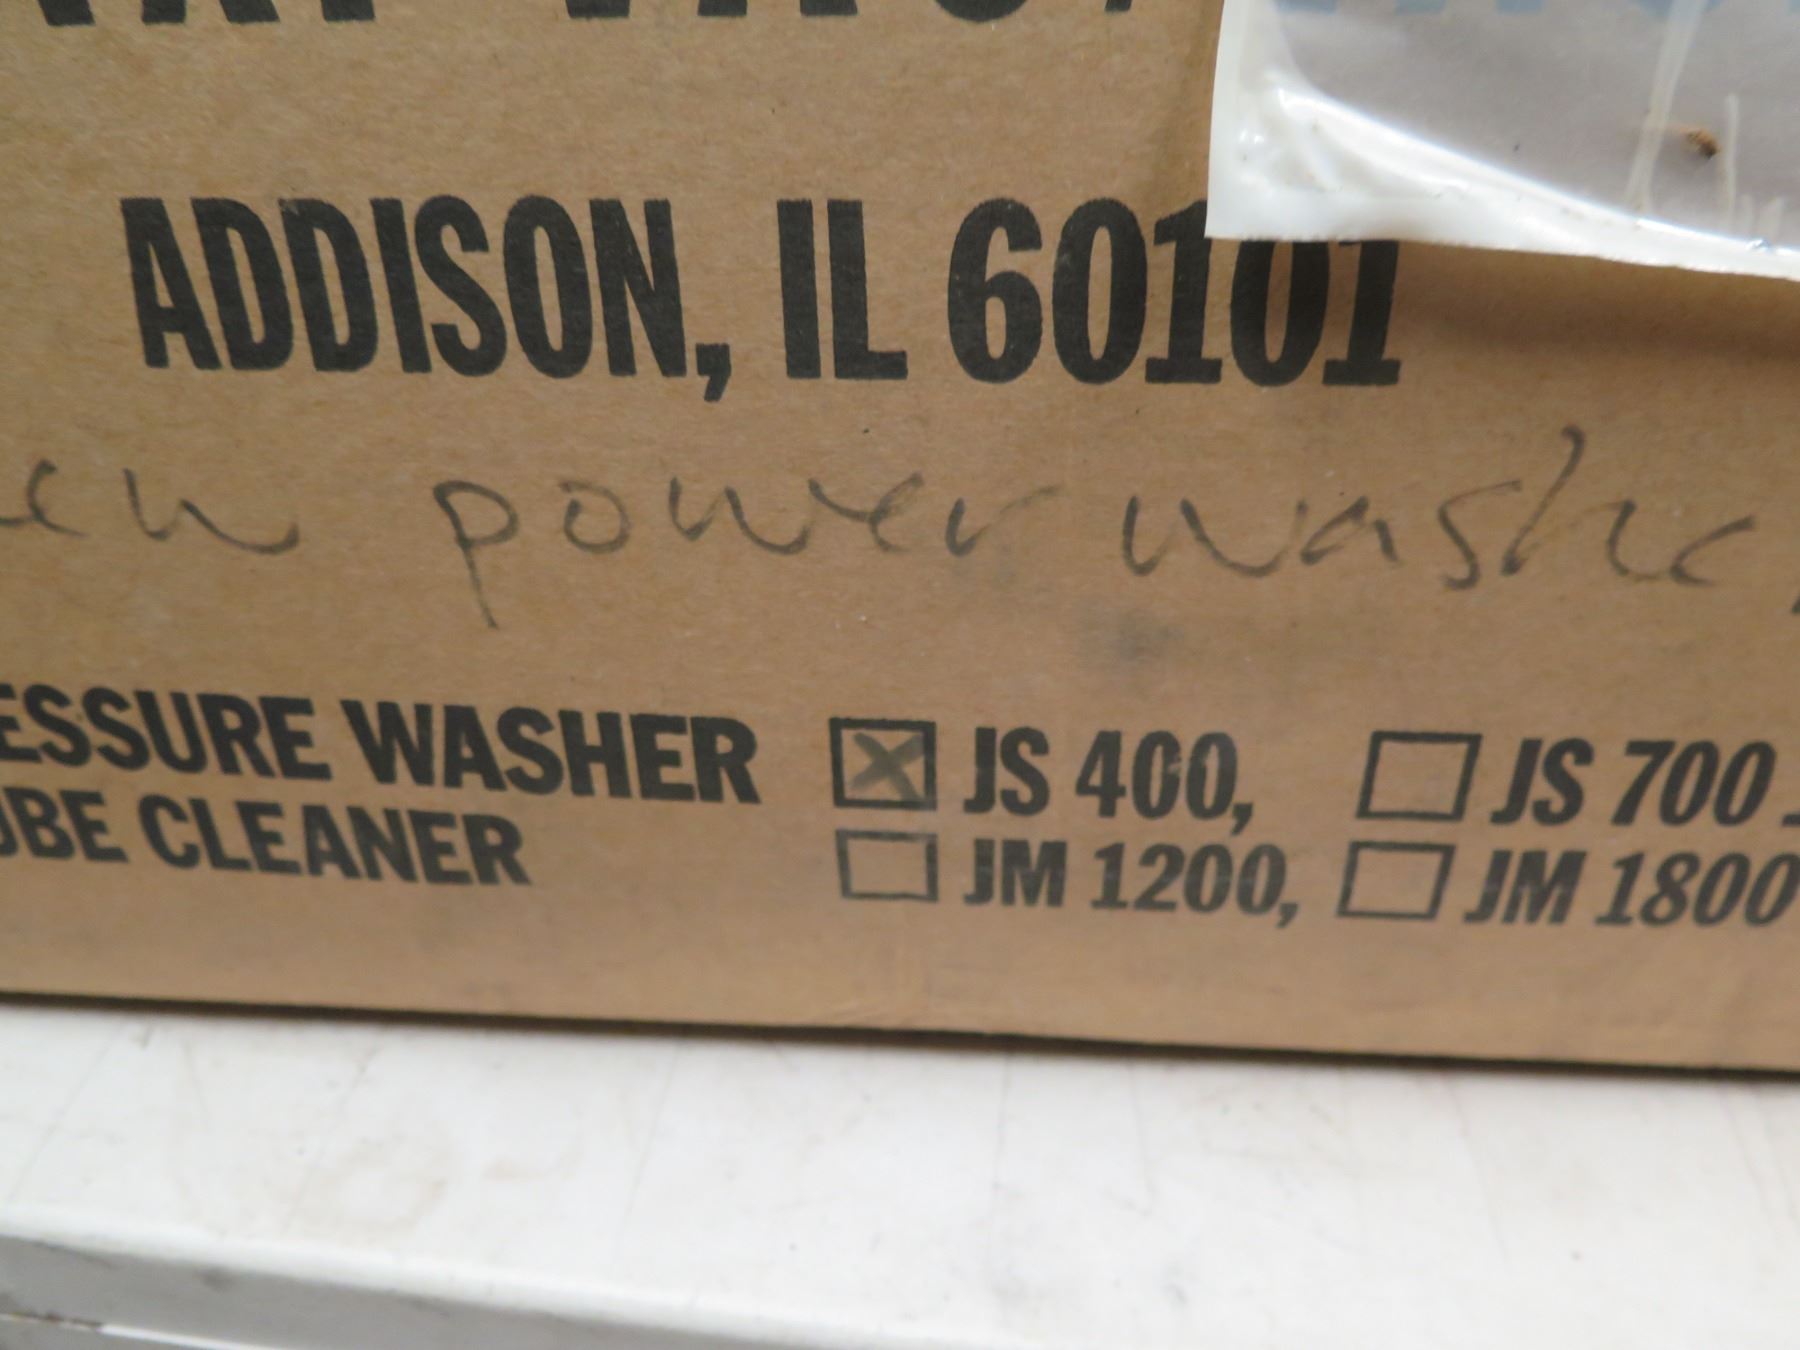 ADDISON, IL 60101
power washe
ESSURE WASHER JS 400, JS 700
UBE CLEANER JM 1200, JM 1800